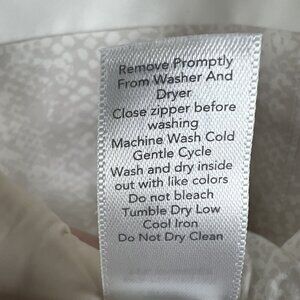 Remove Promptly
From Washer And
Dryer
Close zipper before
washing
Machine Wash Cold
Gentle Cycle
Wash and dry inside
out with like colors
Do not bleach
Tumble Dry Low
Cool Iron
Do Not Dry Clean